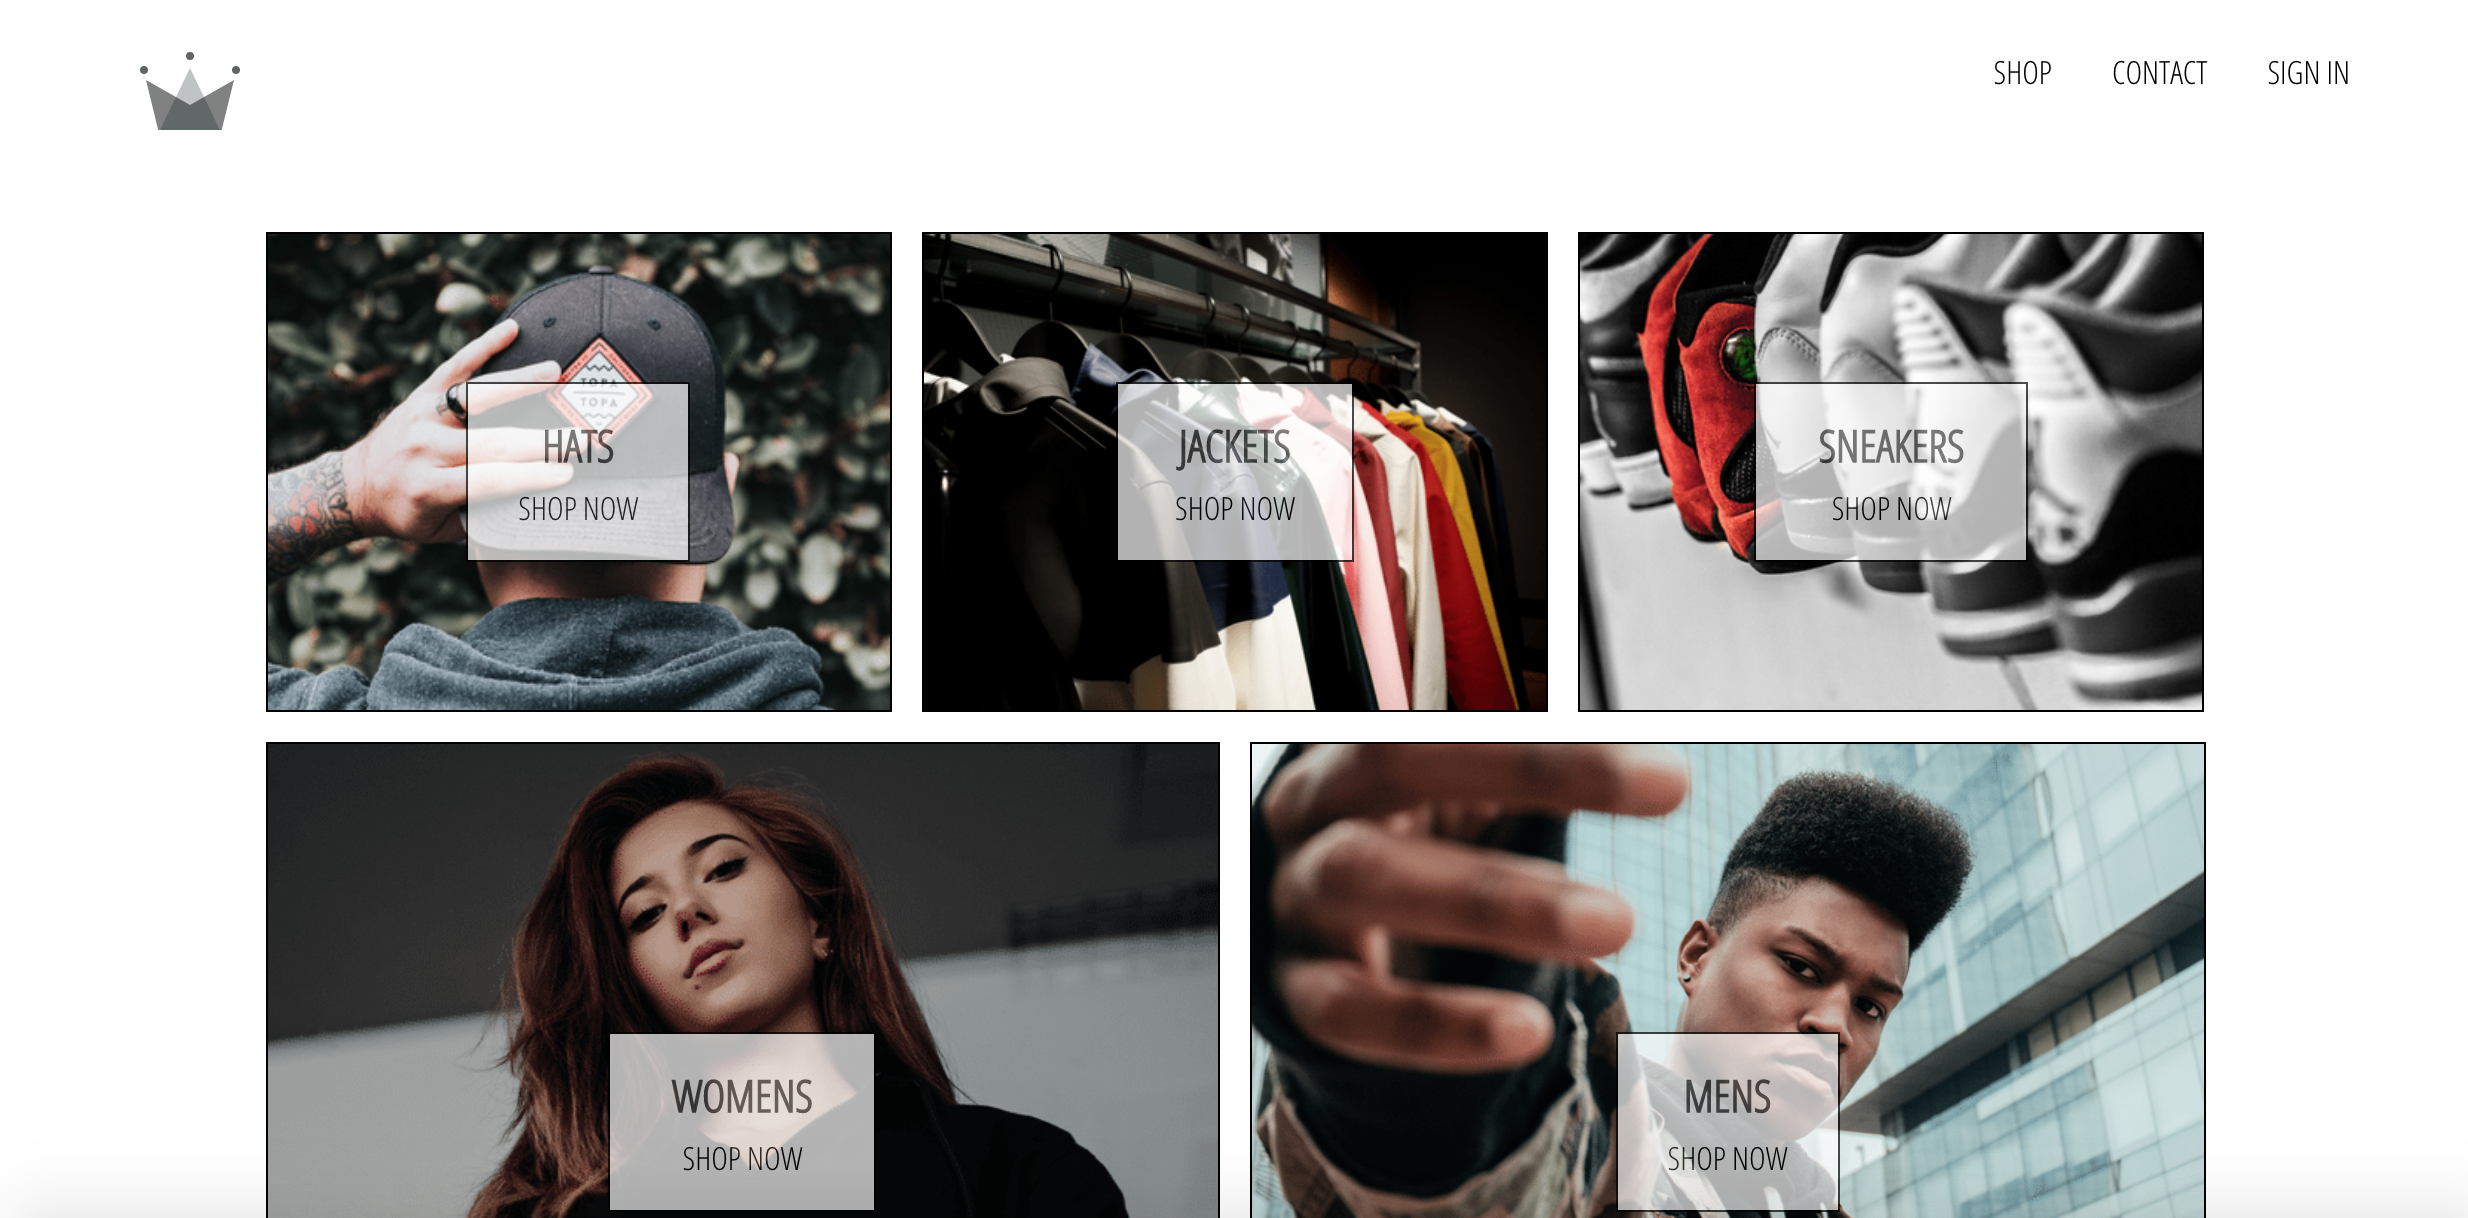 SHOP CONTACT SIGN IN
TOPA
TOPA
HATS
SHOP NOW
JACKETS
SHOP NOW
SNEAKERS
SHOP NOW
WOMENS
SHOP NOW
MENS
SHOP NOW